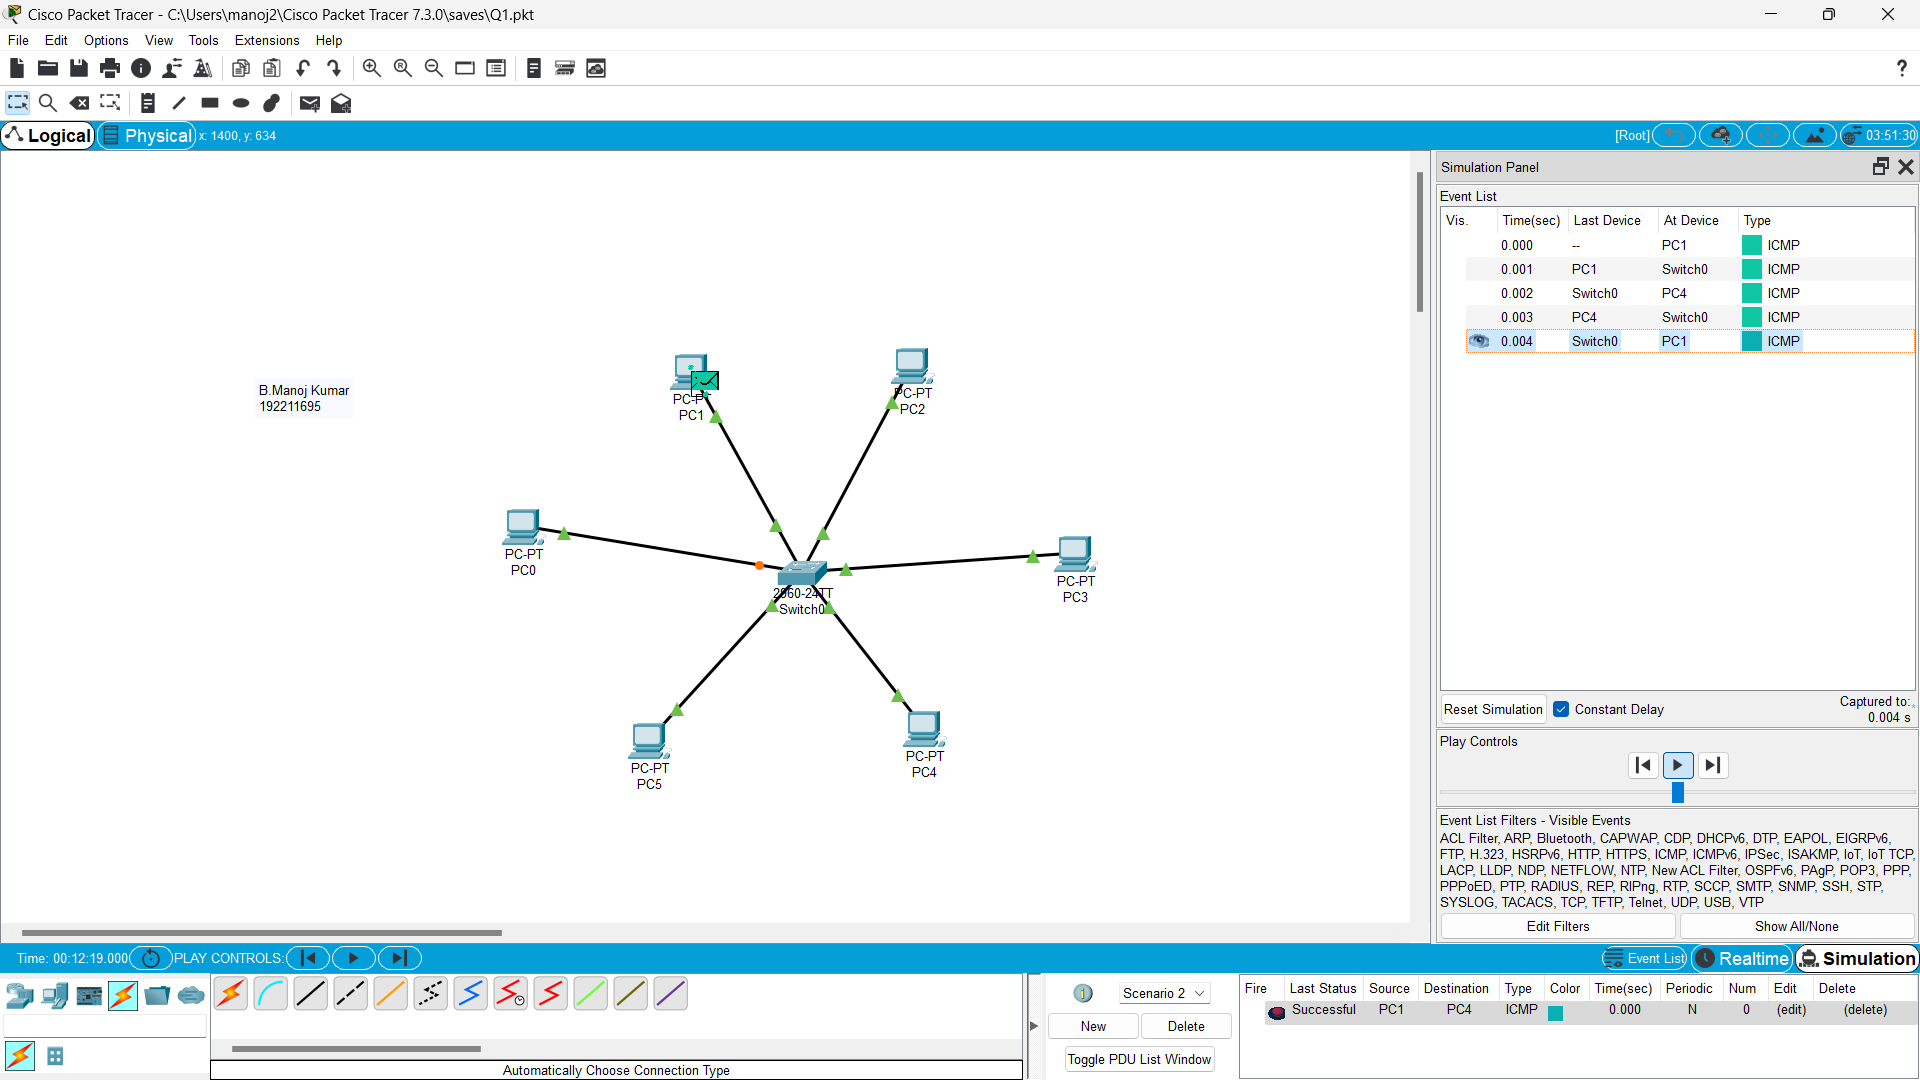 Cisco Packet Tracer - C:\Users\manoj2\Cisco Packet Tracer 7.3.0\saves\Q1.pkt
File Edit Options View Tools Extensions Help
?
Logical Physical x: 1400, y: 634 [Root] 03:51:30
Simulation Panel
Event List
Vis. Time(sec) Last Device At Device Type
0.000 -- PC1 ICMP
0.001 PC1 Switch0 ICMP
0.002 Switch0 PC4 ICMP
0.003 PC4 Switch0 ICMP
0.004 Switch0 PC1 ICMP
B.Manoj Kumar
192211695
PC-P
PC1
PC-PT
PC2
PC-PT
PC0
PC-PT
PC3
2960-24TT
Switch0
PC-PT
PC4
PC-PT
PC5
Reset Simulation Constant Delay Captured to:
0.004 s
Play Controls
Event List Filters - Visible Events
ACL Filter, ARP, Bluetooth, CAPWAP, CDP, DHCPv6, DTP, EAPOL, EIGRPv6,
FTP, H.323, HSRPv6, HTTP, HTTPS, ICMP, ICMPv6, IPSec, ISAKMP, IoT, IoT TCP,
LACP, LLDP, NDP, NETFLOW, NTP, New ACL Filter, OSPFv6, PAgP, POP3, PPP,
PPPoED, PTP, RADIUS, REP, RIPng, RTP, SCCP, SMTP, SNMP, SSH, STP,
SYSLOG, TACACS, TCP, TFTP, Telnet, UDP, USB, VTP
Edit Filters Show All/None
Time: 00:12:19.000 PLAY CONTROLS: Event List Realtime Simulation
Scenario 2
New Delete
Toggle PDU List Window
Fire Last Status Source Destination Type Color Time(sec) Periodic Num Edit Delete
Successful PC1 PC4 ICMP 0.000 N 0 (edit) (delete)
Automatically Choose Connection Type